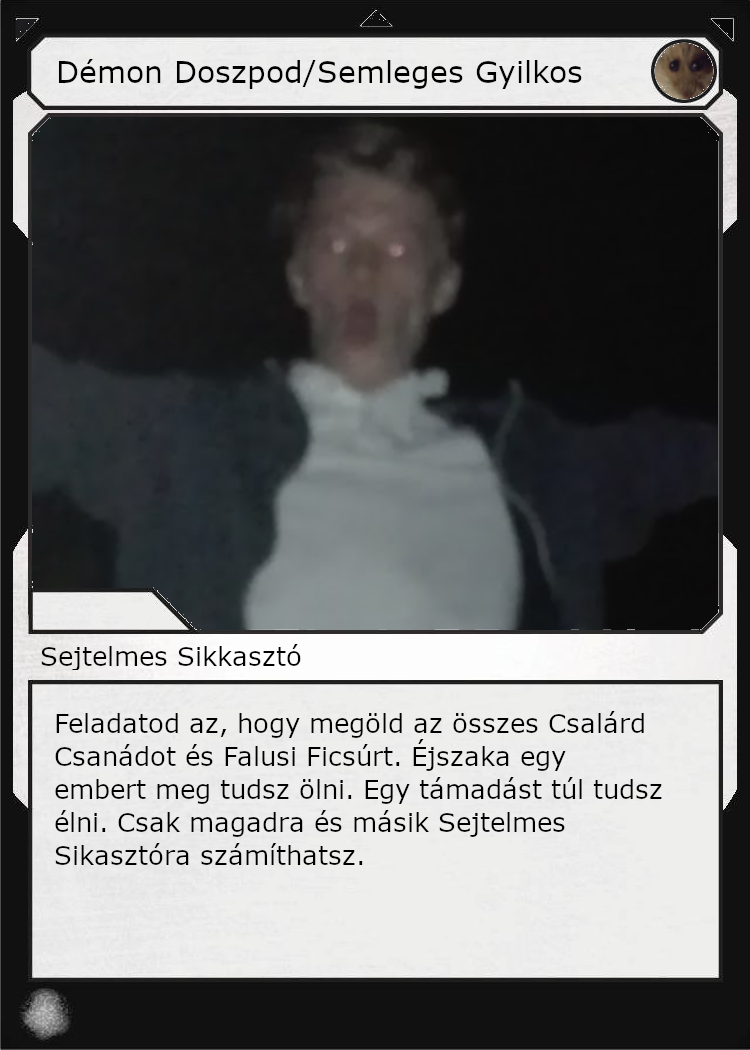 Démon Doszpod/Semleges Gyilkos
Sejtelmes Sikkasztó
Feladatod az, hogy megöld az összes Csalárd
Csanádot és Falusi Ficsúrt. Éjszaka egy
embert meg tudsz ölni. Egy támadást túl tudsz
élni. Csak magadra és másik Sejtelmes
Sikasztóra számíthatsz.